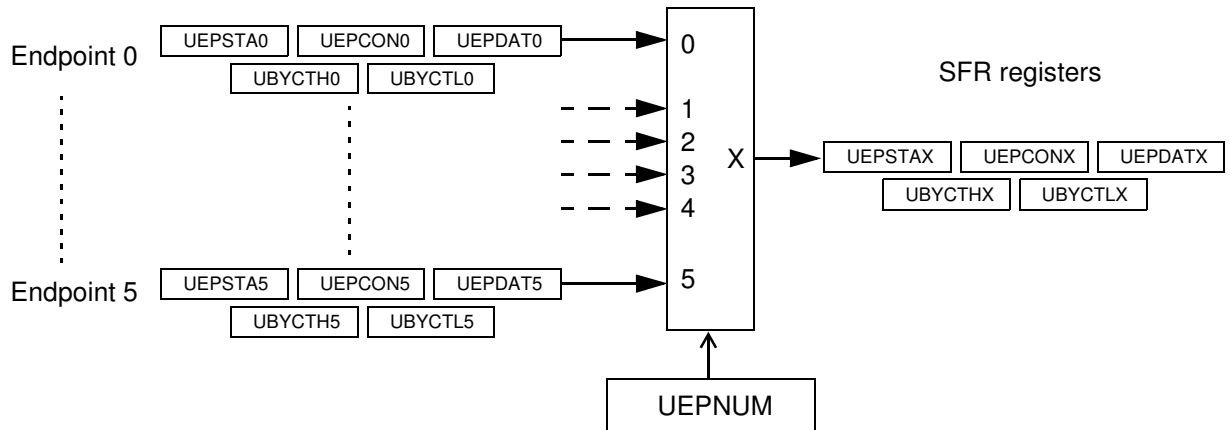 Endpoint 0
UEPSTA0 UEPCON0 UEPDAT0
UBYCTH0 UBYCTL0
0
1
2
3
4
5
X
SFR registers
UEPSTAX UEPCONX UEPDATX
UBYCTHX UBYCTLX
Endpoint 5
UEPSTA5 UEPCON5 UEPDAT5
UBYCTH5 UBYCTL5
UEPNUM